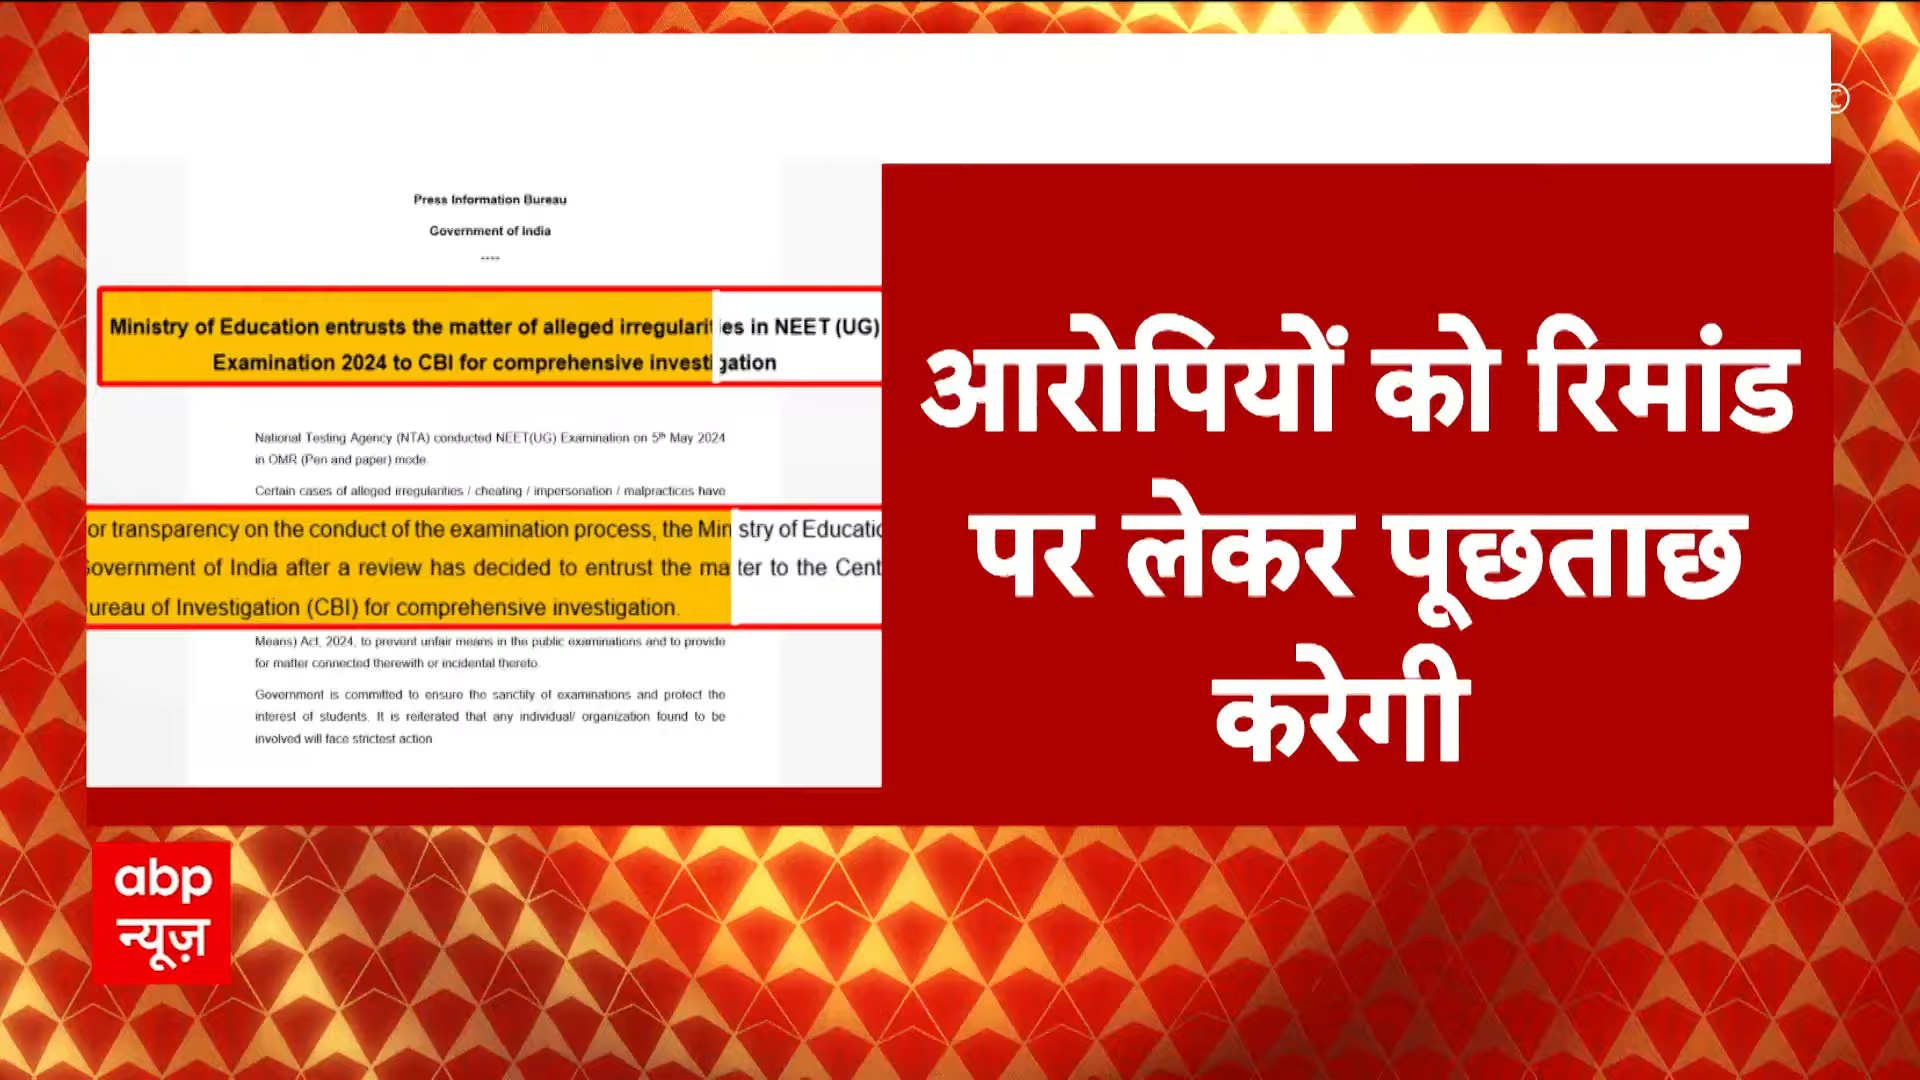 Press Information Bureau
Government of India
----
Ministry of Education entrusts the matter of alleged irregularities in NEET (UG)
Examination 2024 to CBI for comprehensive investigation
National Testing Agency (NTA) conducted NEET(UG) Examination on 5th May 2024
in OMR (Pen and paper) mode.
Certain cases of alleged irregularities / cheating / impersonation / malpractices have
or transparency on the conduct of the examination process, the Ministry of Educatio
Government of India after a review has decided to entrust the matter to the Cent
ureau of Investigation (CBI) for comprehensive investigation.
Means) Act, 2024, to prevent unfair means in the public examinations and to provide
for matter connected therewith or incidental thereto.
Government is committed to ensure the sanctity of examinations and protect the
interest of students. It is reiterated that any individual/ organization found to be
involved will face strictest action
आरोपियों को रिमांड
पर लेकर पूछताछ
करेगी
©
abp
न्यूज़